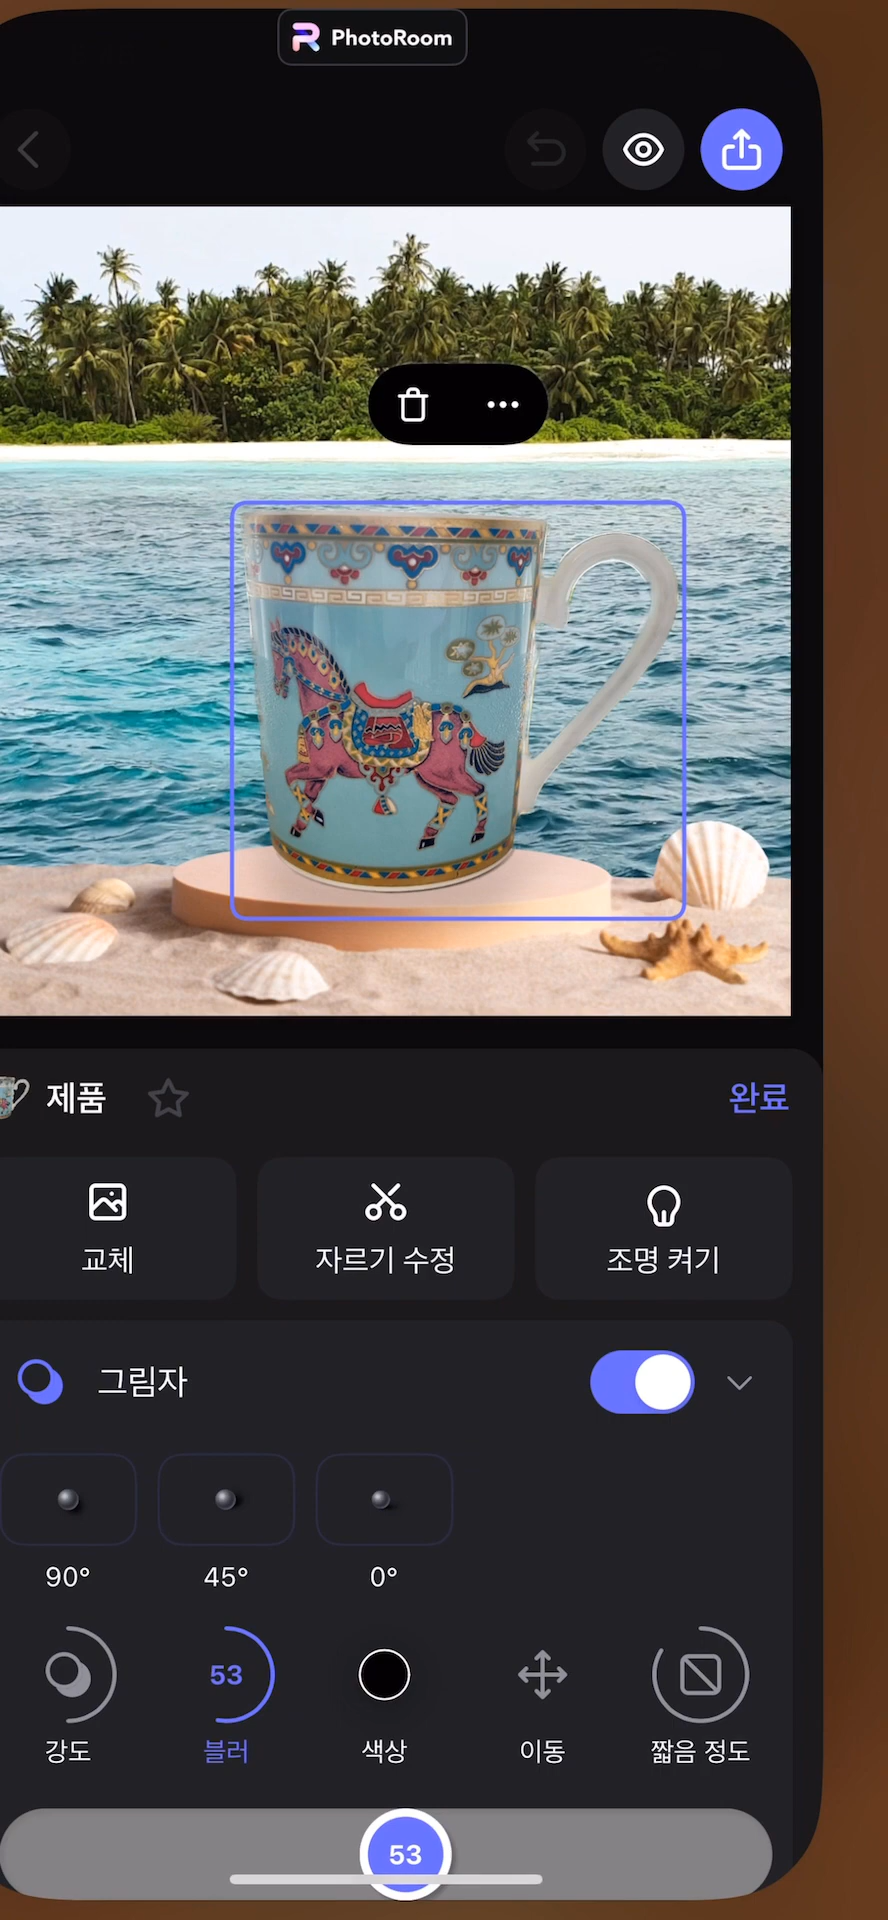 PhotoRoom
제품
완료
교체
자르기 수정
조명 켜기
그림자
90°
45°
0°
53
강도
블러
색상
이동
짧음 정도
53